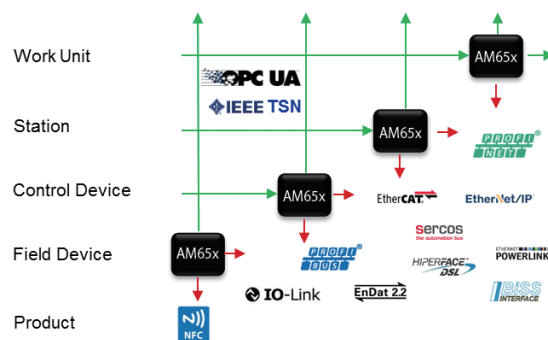 Work Unit
AM65x
OPC UA
IEEE TSN
Station
AM65x
PROFI
NET
Control Device
AM65x
EtherCAT
EtherNet/IP
sercos
the automation bus
Field Device
AM65x
PROFI
BUS
HIPERFACE
DSL
ETHERNET
POWERLINK
IO-Link
EnDat 2.2
BiSS
INTERFACE
Product
NFC